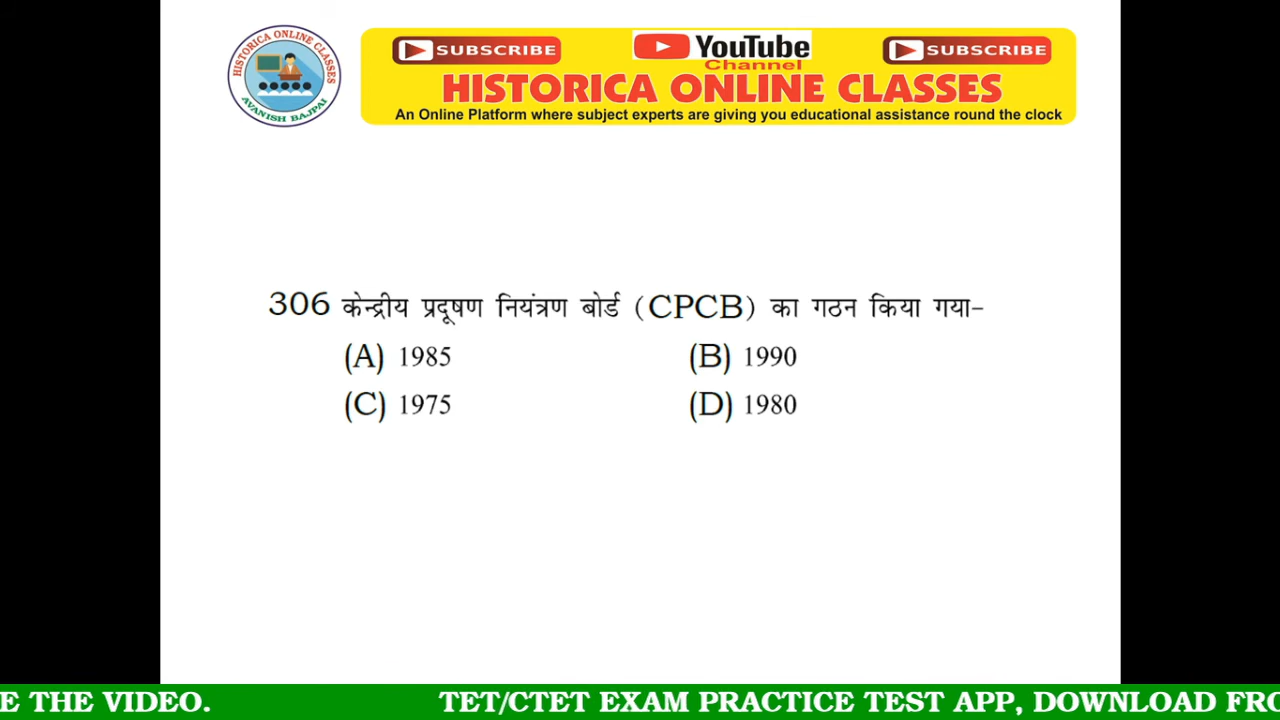 HISTORICA ONLINE CLASSES
AVANISH BAJPAI
SUBSCRIBE
YouTube
SUBSCRIBE
Channel
HISTORICA ONLINE CLASSES
An Online Platform where subject experts are giving you educational assistance round the clock
306 केन्द्रीय प्रदूषण नियंत्रण बोर्ड (CPCB) का गठन किया गया-
(A) 1985 (B) 1990
(C) 1975 (D) 1980
E THE VIDEO. TET/CTET EXAM PRACTICE TEST APP, DOWNLOAD FRO